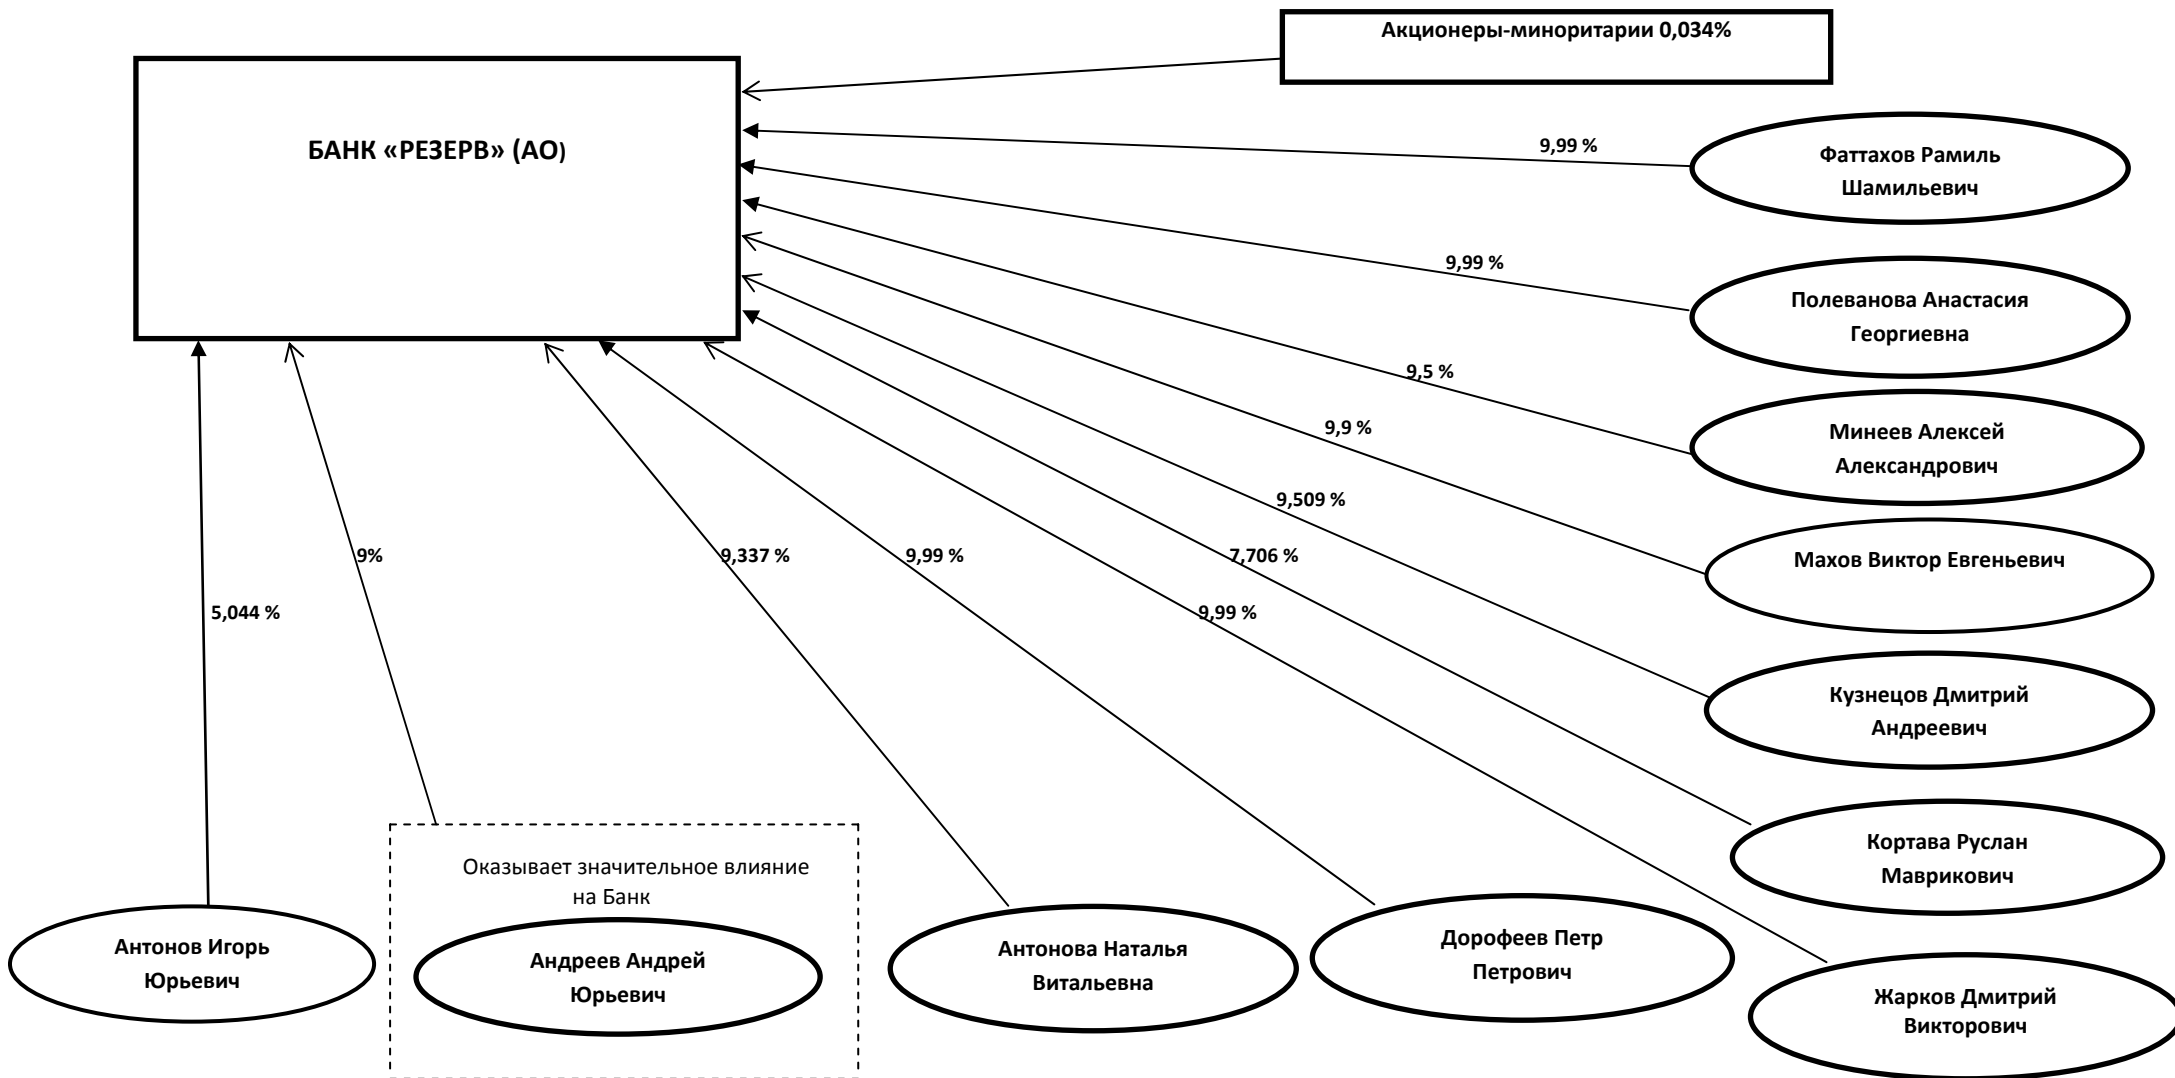 Акционеры-миноритарии 0,034%
БАНК «РЕЗЕРВ» (АО)
9,99 %
Фаттахов Рамиль
Шамильевич
9,99 %
Полеванова Анастасия
Георгиевна
9,5 %
Минеев Алексей
Александрович
9,9 %
9,509 %
Махов Виктор Евгеньевич
9%
9,337 %
9,99 %
7,706 %
5,044 %
9,99 %
Кузнецов Дмитрий
Андреевич
Кортава Руслан
Маврикович
Оказывает значительное влияние
на Банк
Антонов Игорь
Юрьевич
Андреев Андрей
Юрьевич
Антонова Наталья
Витальевна
Дорофеев Петр
Петрович
Жарков Дмитрий
Викторович